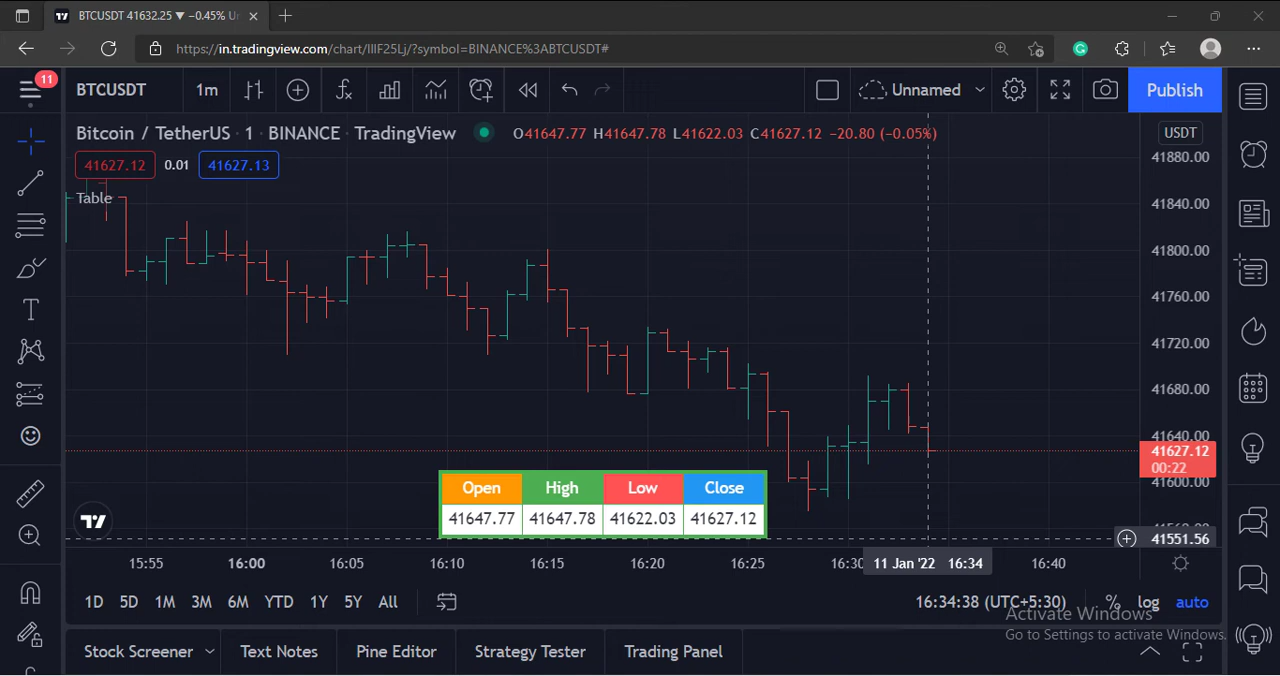 BTCUSDT 41632.25 ▼ −0.45% Un
https://in.tradingview.com/chart/IIIF25Lj/?symbol=BINANCE%3ABTCUSDT#
11
BTCUSDT 1m Unnamed Publish
Bitcoin / TetherUS · 1 · BINANCE · TradingView O41647.77 H41647.78 L41622.03 C41627.12 −20.80 (−0.05%) USDT
41627.12 0.01 41627.13
Table
41880.00
41840.00
41800.00
41760.00
41720.00
41680.00
41640.00
41627.12
00:22
41600.00
41551.56
Open High Low Close
41647.77 41647.78 41622.03 41627.12
15:55 16:00 16:05 16:10 16:15 16:20 16:25 16:30 11 Jan '22 16:34 16:40
1D 5D 1M 3M 6M YTD 1Y 5Y All 16:34:38 (UTC+5:30) % log auto
Activate Windows
Go to Settings to activate Windows.
Stock Screener Text Notes Pine Editor Strategy Tester Trading Panel